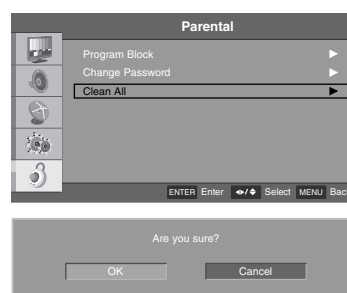 Parental
Program Block
Change Password
Clean All
ENTER Enter Select MENU Bac
Are you sure?
OK Cancel